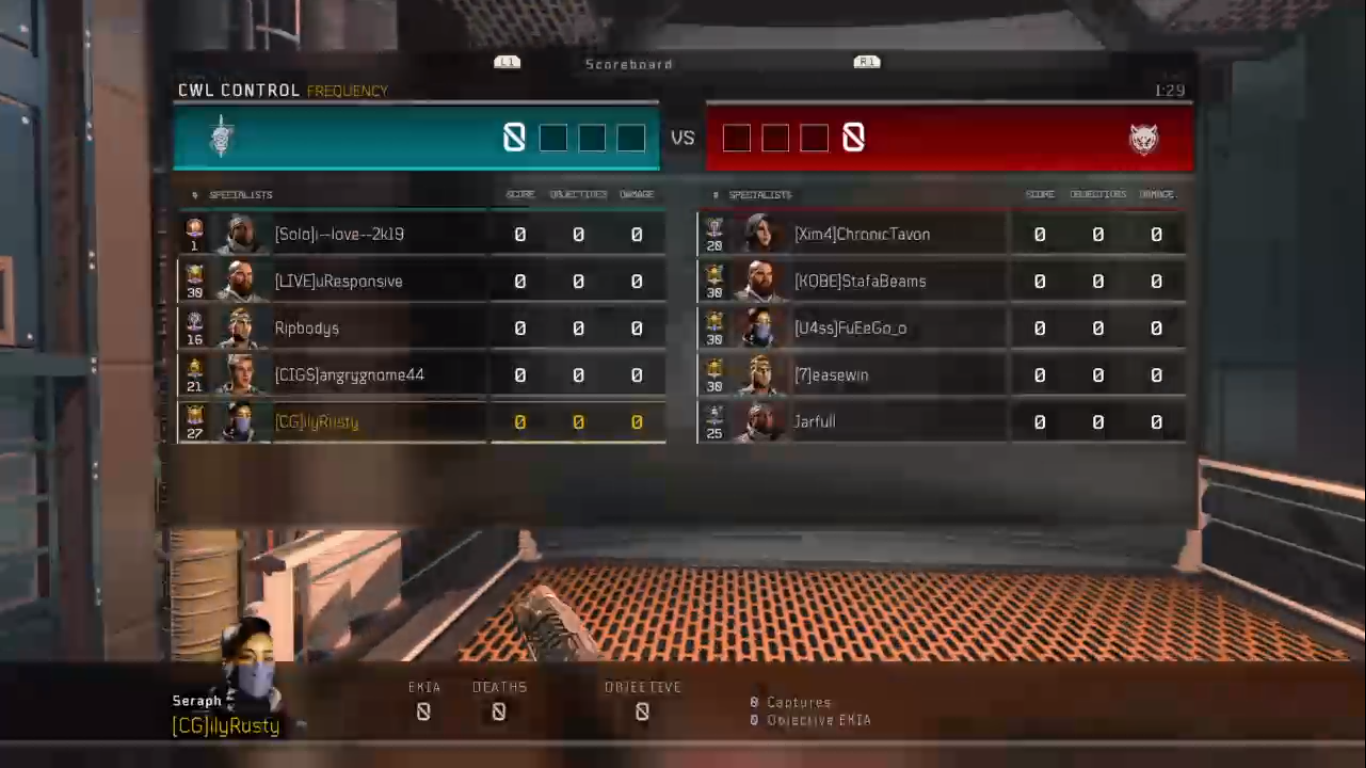 L1 Scoreboard R1
CWL CONTROL FREQUENCY 1:29
0 VS 0
# SPECIALISTS SCORE OBJECTIVES DAMAGE # SPECIALISTS SCORE OBJECTIVES DAMAGE
1 [Solo]i--love--2k19 0 0 0 20 [Xim4]ChronicTavon 0 0 0
30 [LIVE]uResponsive 0 0 0 30 [KOBE]StafaBeams 0 0 0
16 Ripbodys 0 0 0 30 [U4ss]FuEeGo_o 0 0 0
21 [CIGS]angrygnome44 0 0 0 30 [7]easewin 0 0 0
27 [CG]ilyRusty 0 0 0 25 Jarfull 0 0 0
EKIA DEATHS OBJECTIVE
Seraph 0 Captures
[CG]ilyRusty 0 0 0 0 Objective EKIA